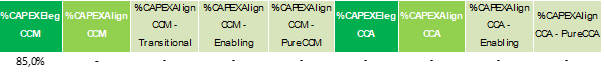 %CAPEXEleg CCM %CAPEXAlign CCM %CAPEXAlign CCM - Transitional %CAPEXAlign CCM - Enabling %CAPEXAlign CCM - PureCCM %CAPEXEleg CCA %CAPEXAlign CCA %CAPEXAlign CCA - Enabling %CAPEXAlign CCA - PureCCA
85,0% - - - - - - - -